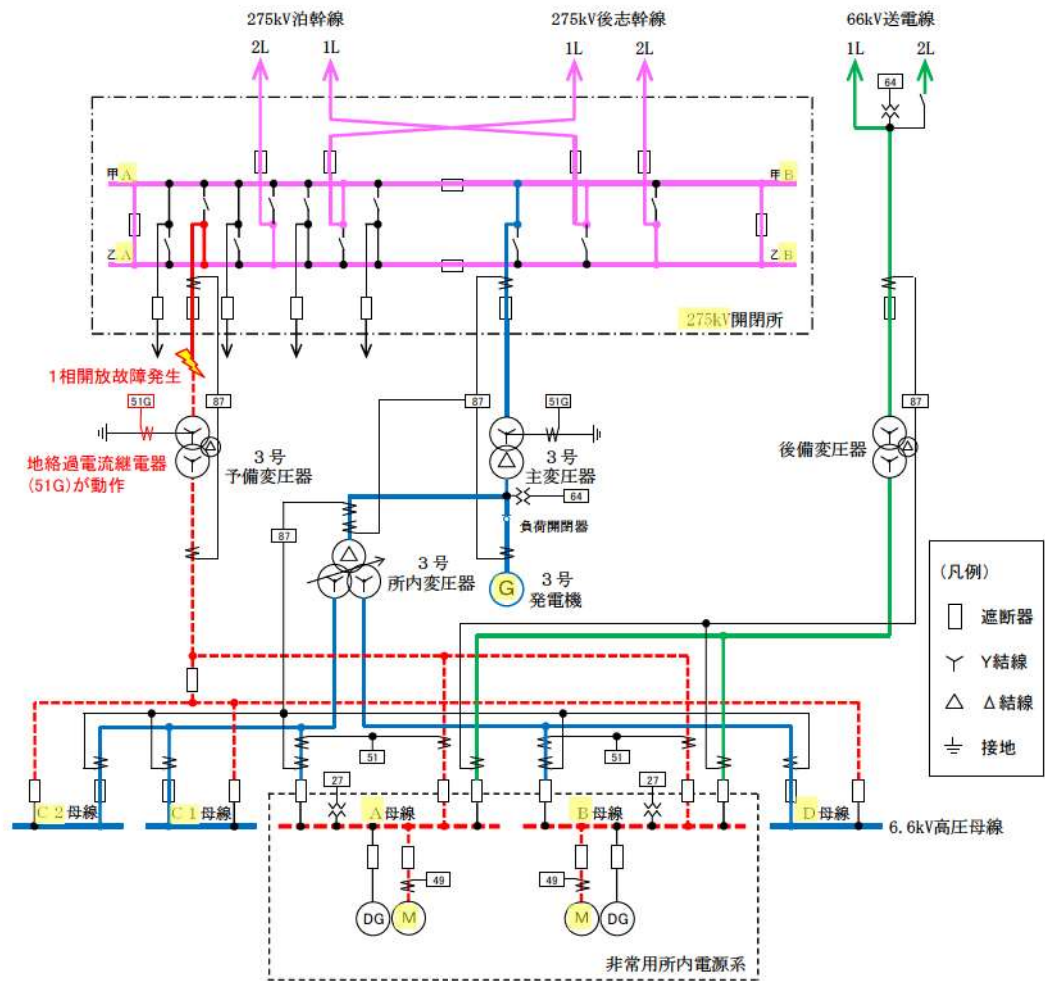 275kV泊幹線
275kV後志幹線
66kV送電線
2L
1L
1L
2L
1L
2L
64
甲A
甲B
乙A
乙B
275kV開閉所
1相開放故障発生
51G
87
87
51G
87
地絡過電流継電器
(51G)が動作
3号
予備変圧器
3号
主変圧器
後備変圧器
64
87
負荷開閉器
3号
所内変圧器
G
3号
発電機
(凡例)
遮断器
Y結線
Δ結線
接地
51
51
27
27
C2母線
C1母線
A母線
B母線
D母線
6.6kV高圧母線
49
49
DG
M
M
DG
非常用所内電源系